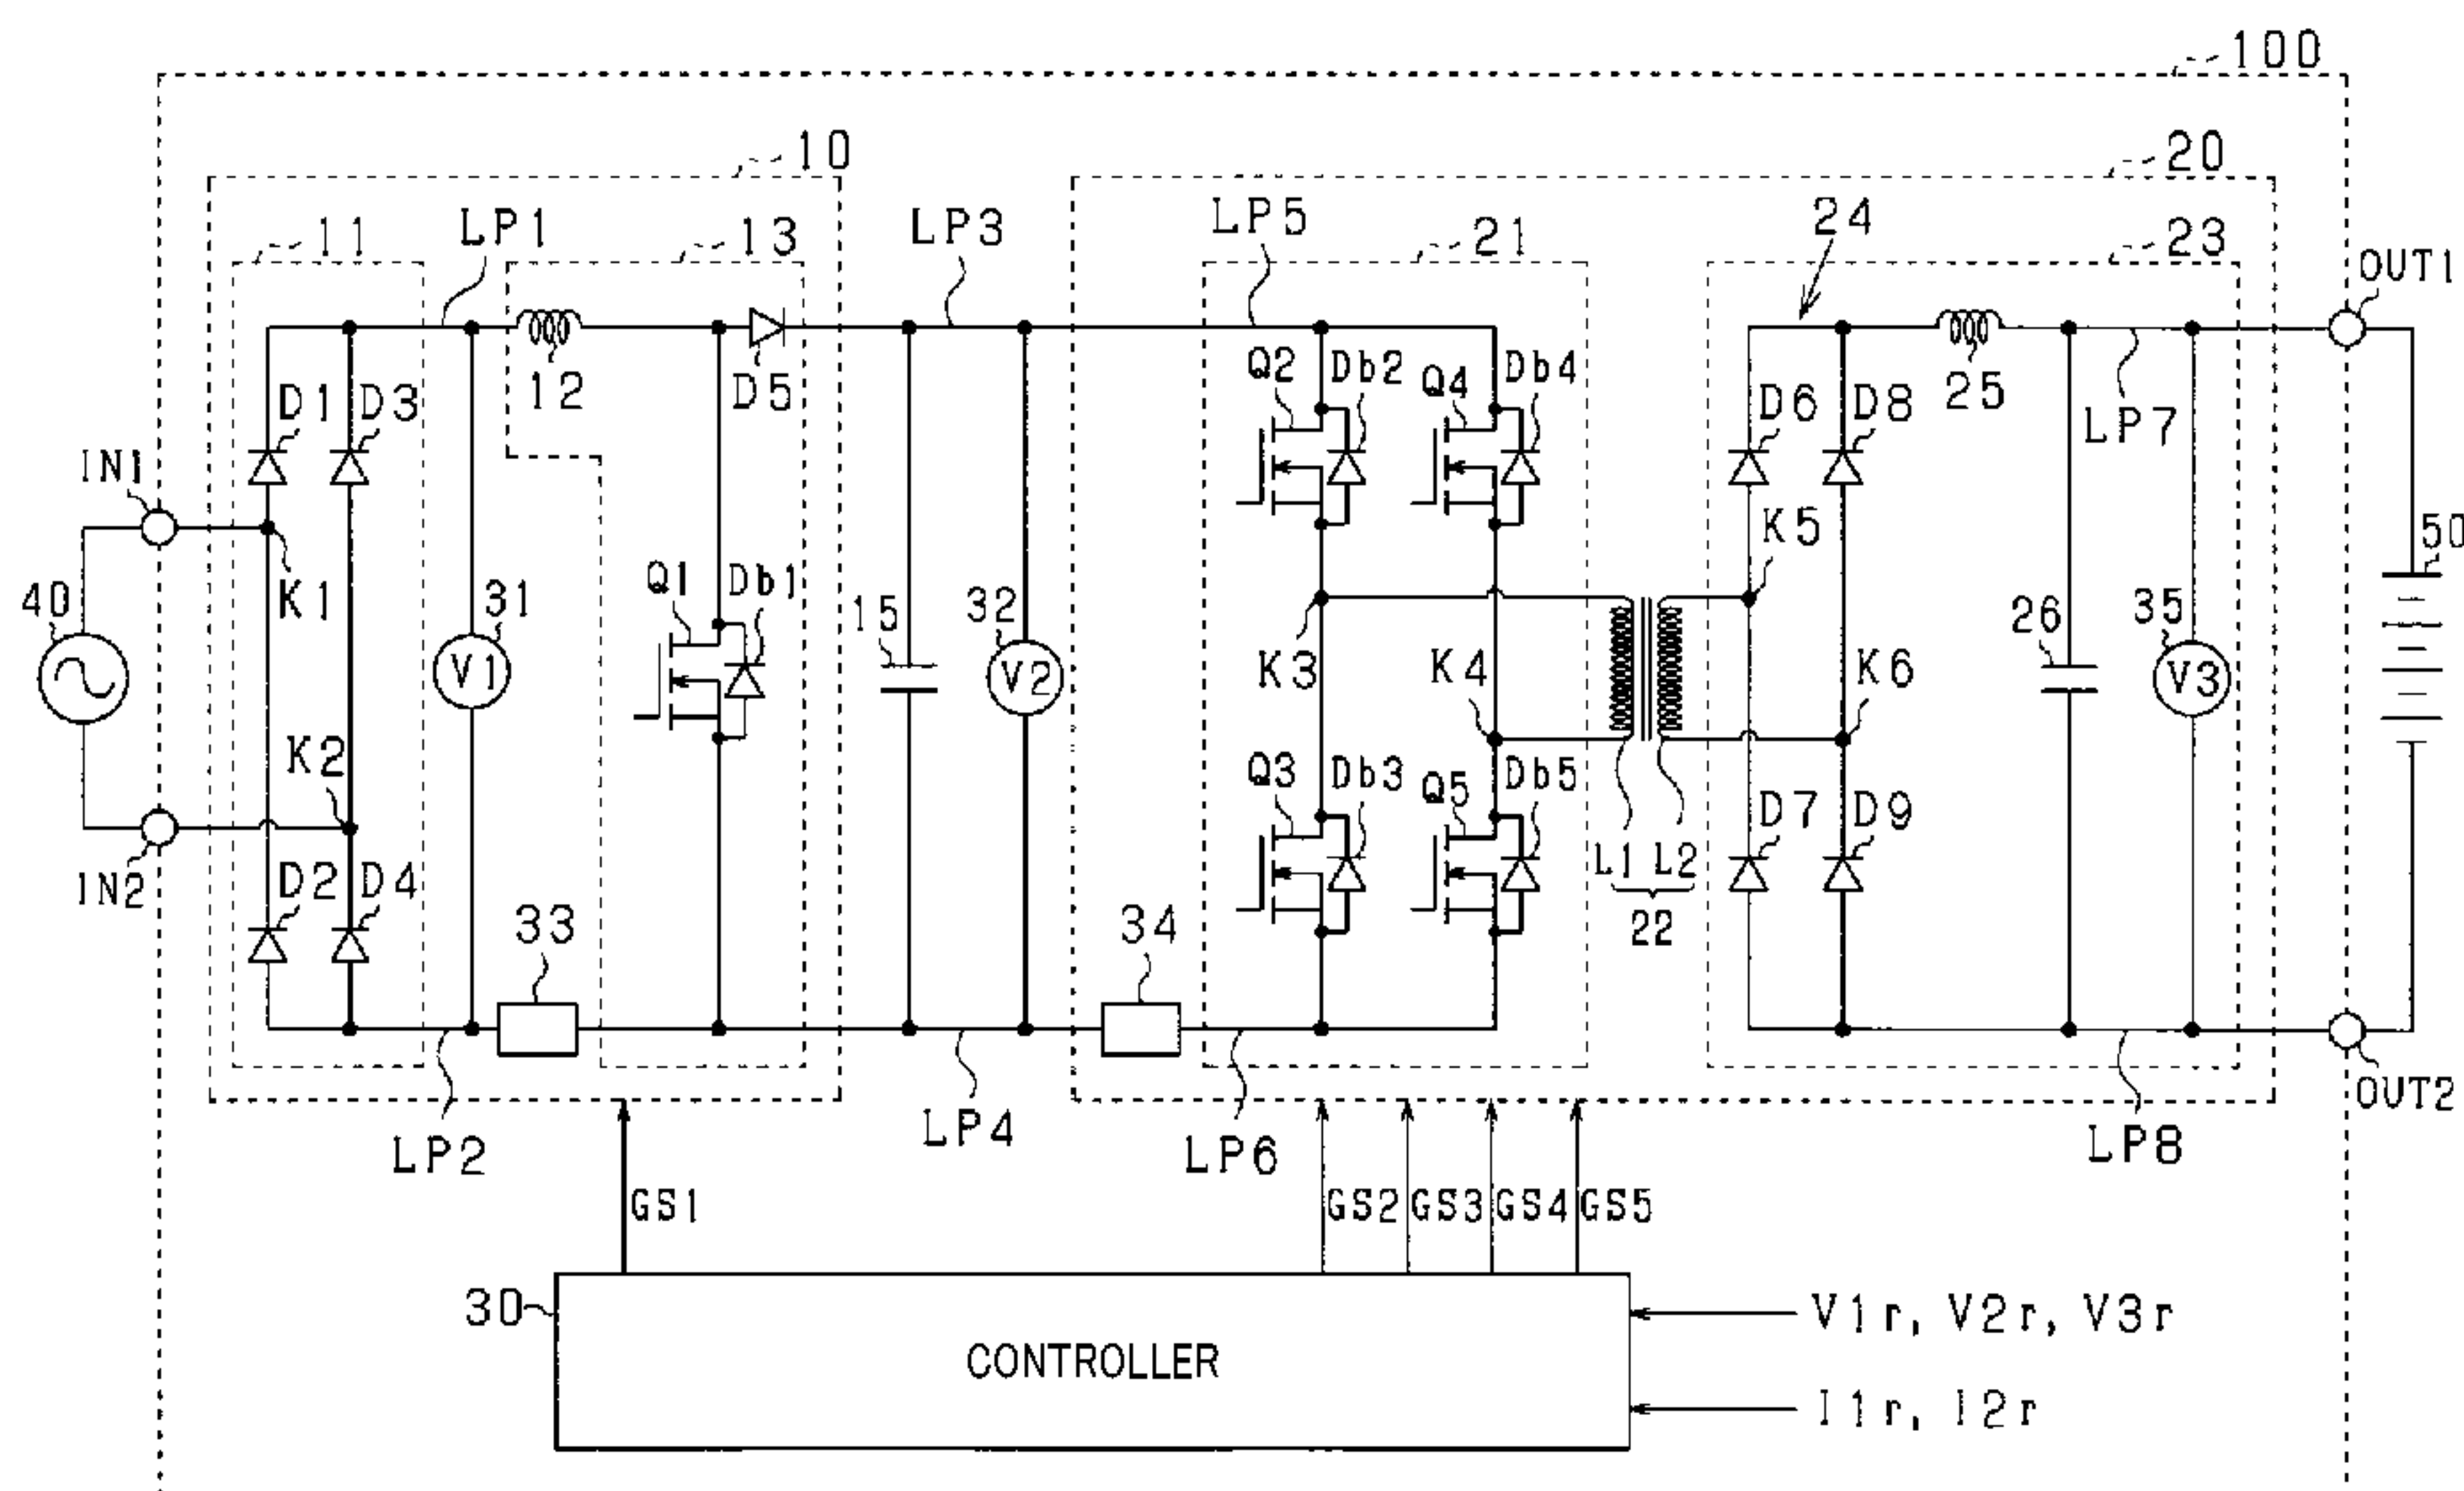 100
10
20
11
LP1
13
LP3
LP5
21
24
23
OUT1
12
D5
Q2
Db2
Q4
Db4
25
LP7
D1
D3
D6
D8
IN1
K1
K5
50
40
31
Q1
Db1
15
32
26
35
V1
V2
V3
K3
K4
K6
K2
Q3
Db3
Q5
Db5
D7
D9
IN2
D2
D4
33
34
L1 L2
22
LP2
LP4
LP6
LP8
OUT2
GS1
GS2
GS3
GS4
GS5
30
CONTROLLER
V1r, V2r, V3r
I1r, I2r